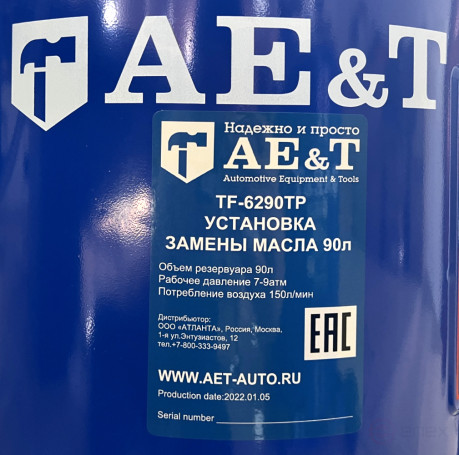 AE&T
Надежно и просто
AE&T
Automotive Equipment & Tools
TF-6290TP
УСТАНОВКА
ЗАМЕНЫ МАСЛА 90л
Объем резервуара 90л
Рабочее давление 7-9атм
Потребление воздуха 150л/мин
Дистрибьютор:
ООО «АТЛАНТА», Россия, Москва,
1-я ул.Энтузиастов, 12
тел.+7-800-333-9497
EAC
WWW.AET-AUTO.RU
Production date:2022.01.05
Serial number